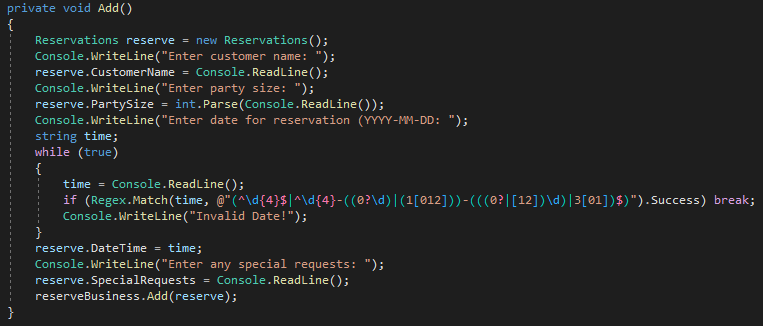 private void Add()
{
Reservations reserve = new Reservations();
Console.WriteLine("Enter customer name: ");
reserve.CustomerName = Console.ReadLine();
Console.WriteLine("Enter party size: ");
reserve.PartySize = int.Parse(Console.ReadLine());
Console.WriteLine("Enter date for reservation (YYYY-MM-DD: ");
string time;
while (true)
{
time = Console.ReadLine();
if (Regex.Match(time, @"(^\d{4}$|^\d{4}-((0?\d)|(1[012]))-(((0?|[12])\d)|3[01])$)").Success) break;
Console.WriteLine("Invalid Date!");
}
reserve.DateTime = time;
Console.WriteLine("Enter any special requests: ");
reserve.SpecialRequests = Console.ReadLine();
reserveBusiness.Add(reserve);
}